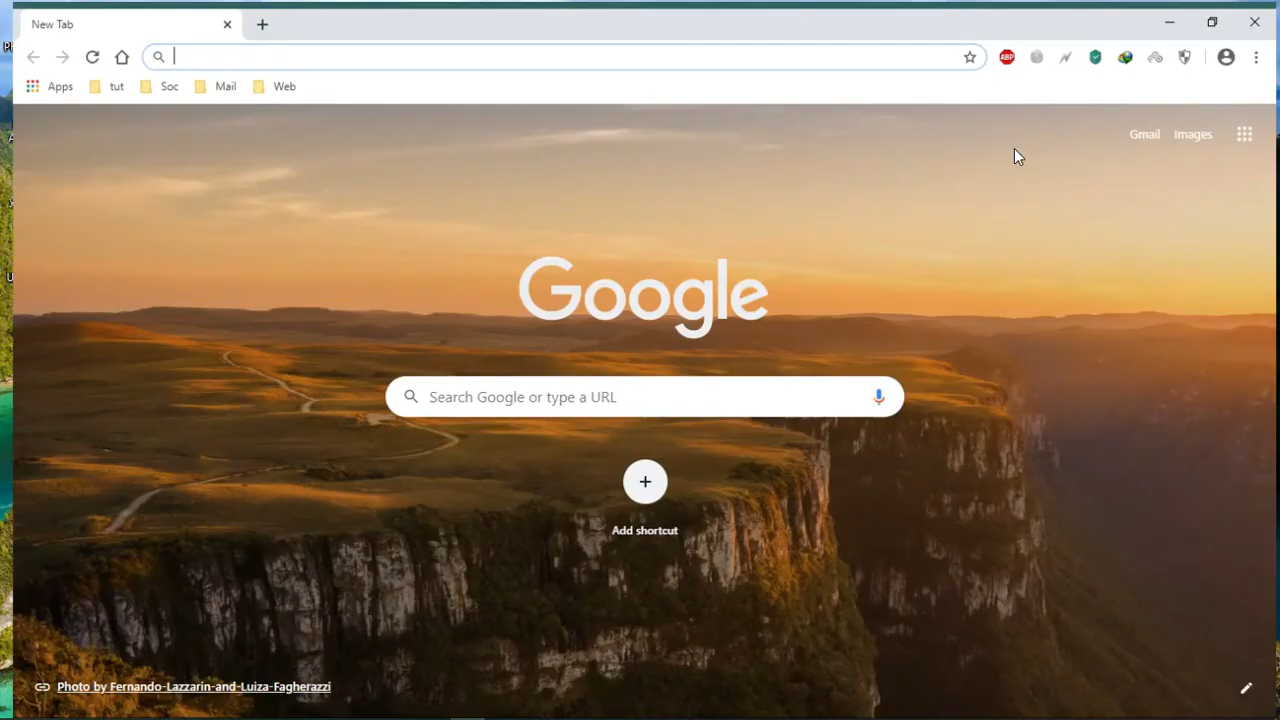 New Tab
Apps tut Soc Mail Web
ABP
Gmail Images
Google
Search Google or type a URL
Add shortcut
Photo by Fernando-Lazzarin-and-Luiza-Fagherazzi